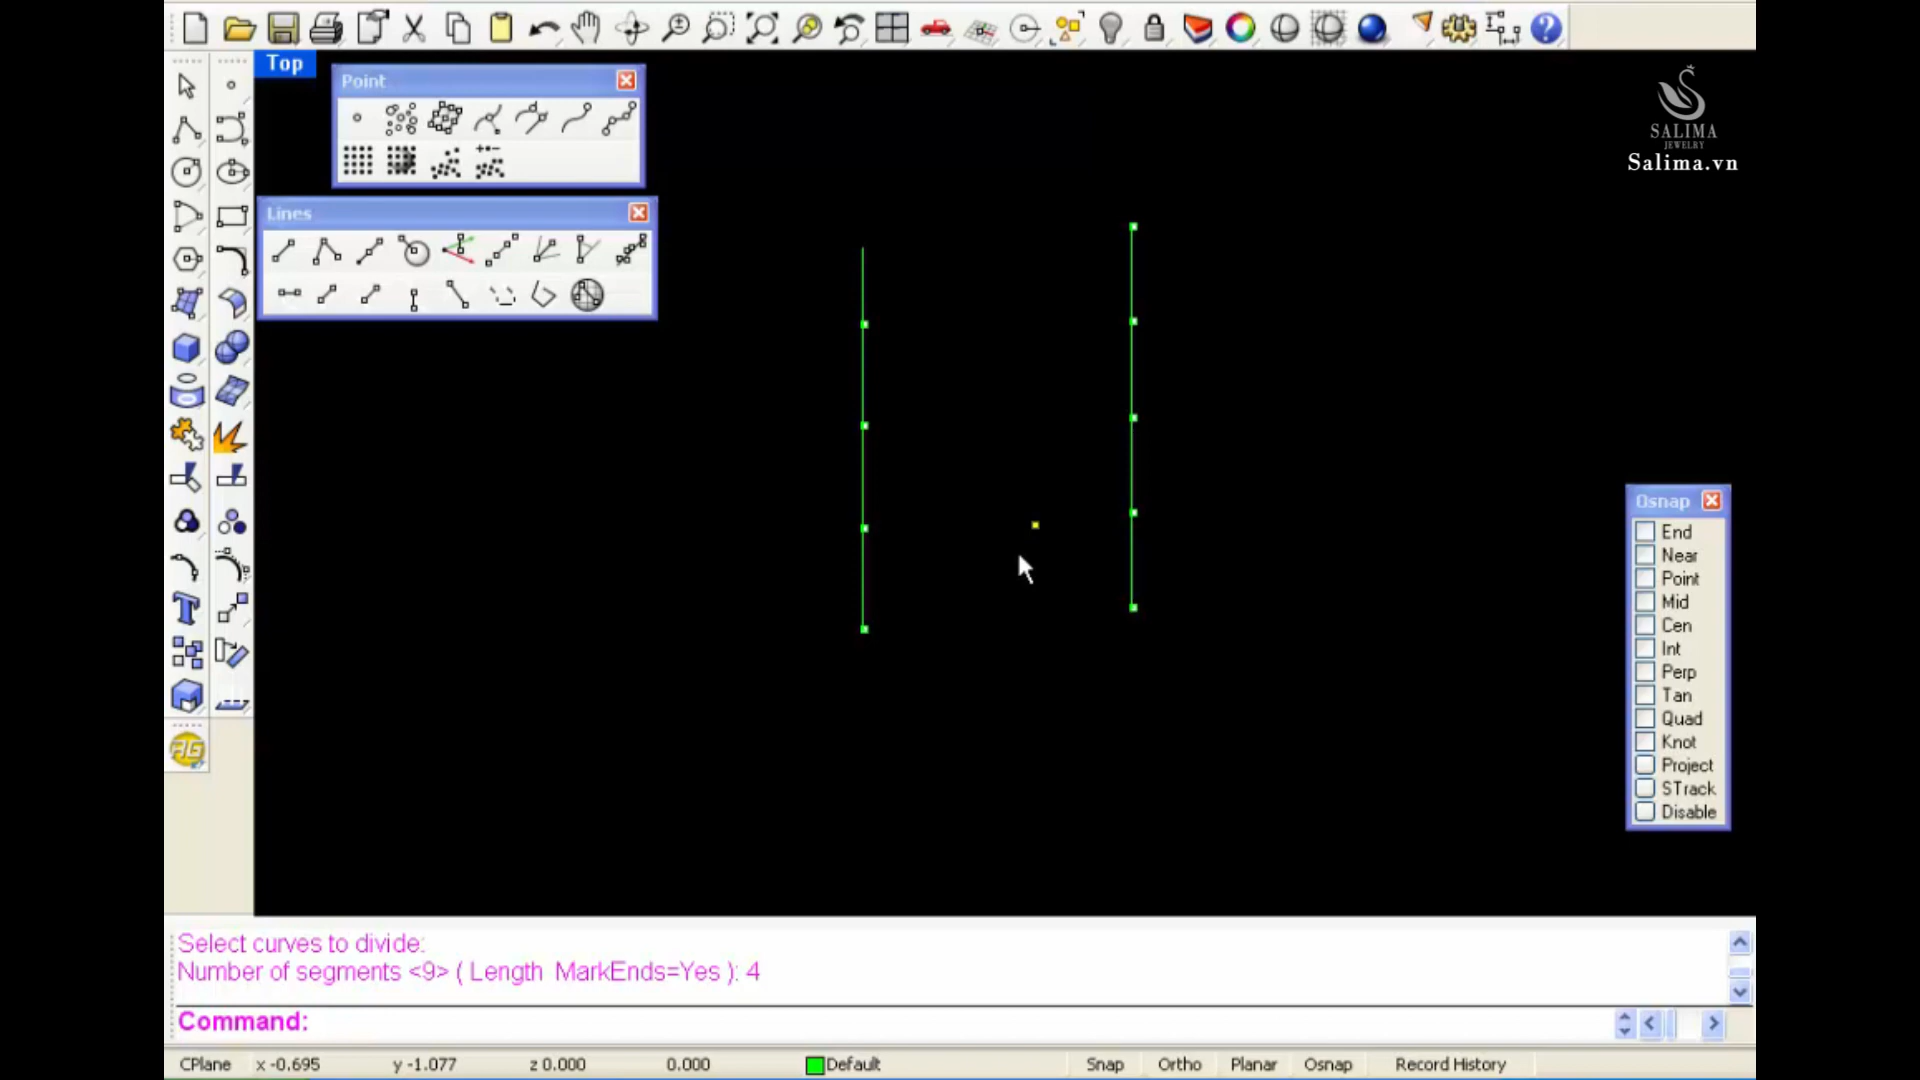 Top
Point
SALIMA
JEWELRY
Salima.vn
Lines
Osnap
End
Near
Point
Mid
Cen
Int
Perp
Tan
Quad
Knot
Project
STrack
Disable
Select curves to divide:
Number of segments <9> ( Length MarkEnds=Yes ): 4
Command:
CPlane x -0.695 y -1.077 z 0.000 0.000 Default Snap Ortho Planar Osnap Record History